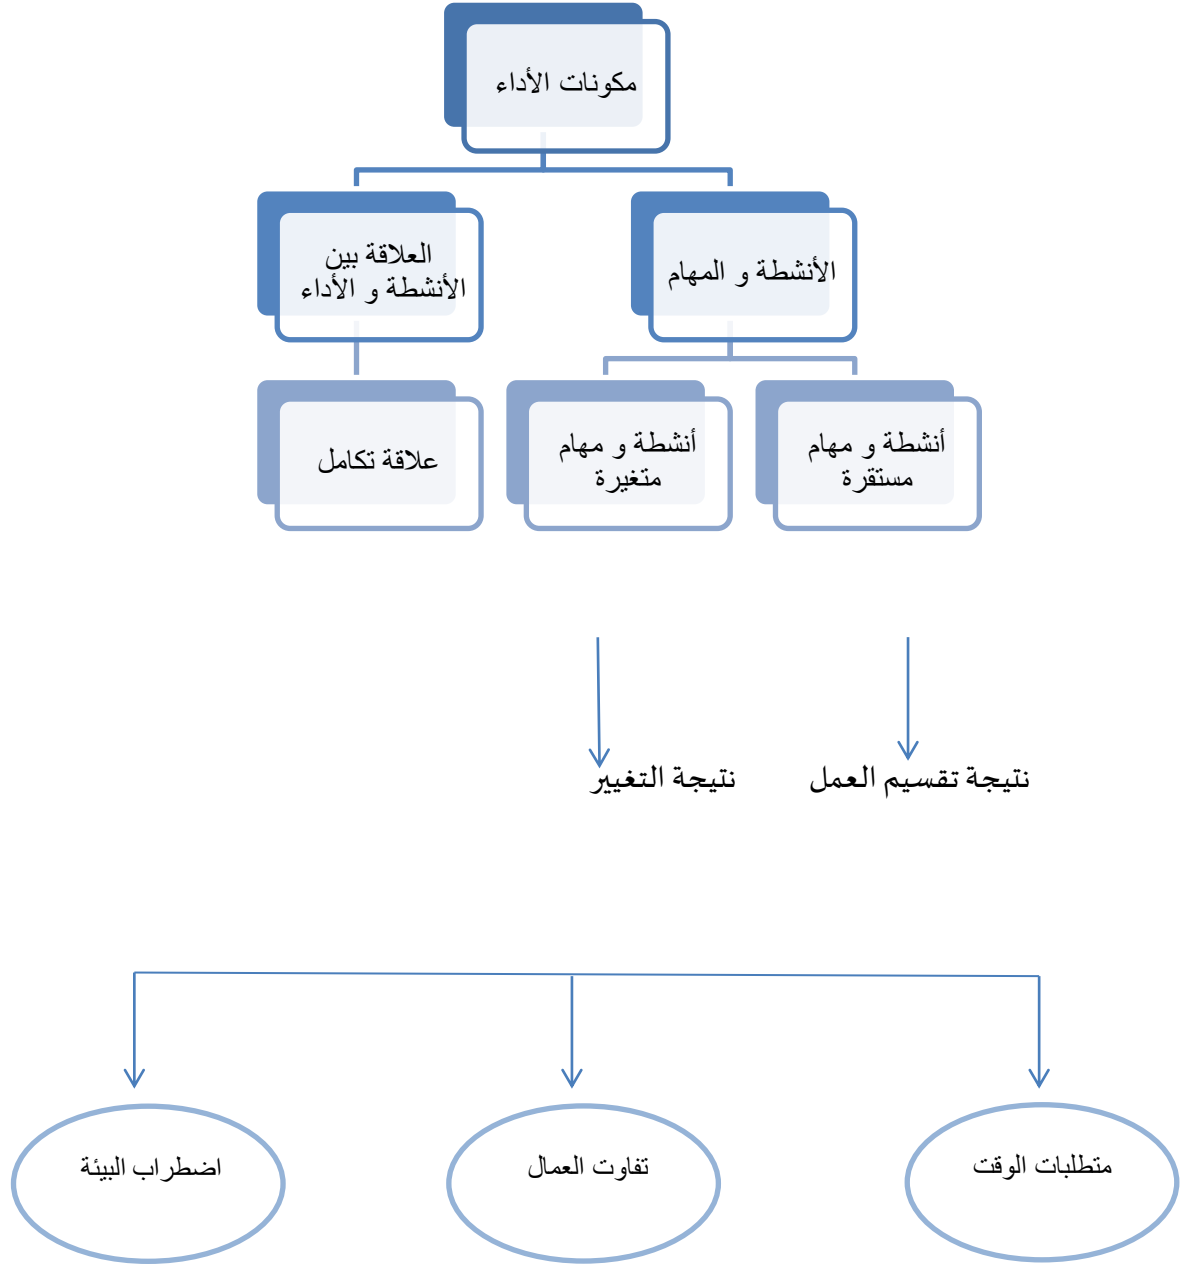 مكونات الأداء
الأنشطة و المهام
العلاقة بين
الأنشطة و الأداء
أنشطة و مهام
مستقرة
أنشطة و مهام
متغيرة
علاقة تكامل
نتيجة تقسيم العمل
نتيجة التغيير
متطلبات الوقت
تفاوت العمال
اضطراب البيئة